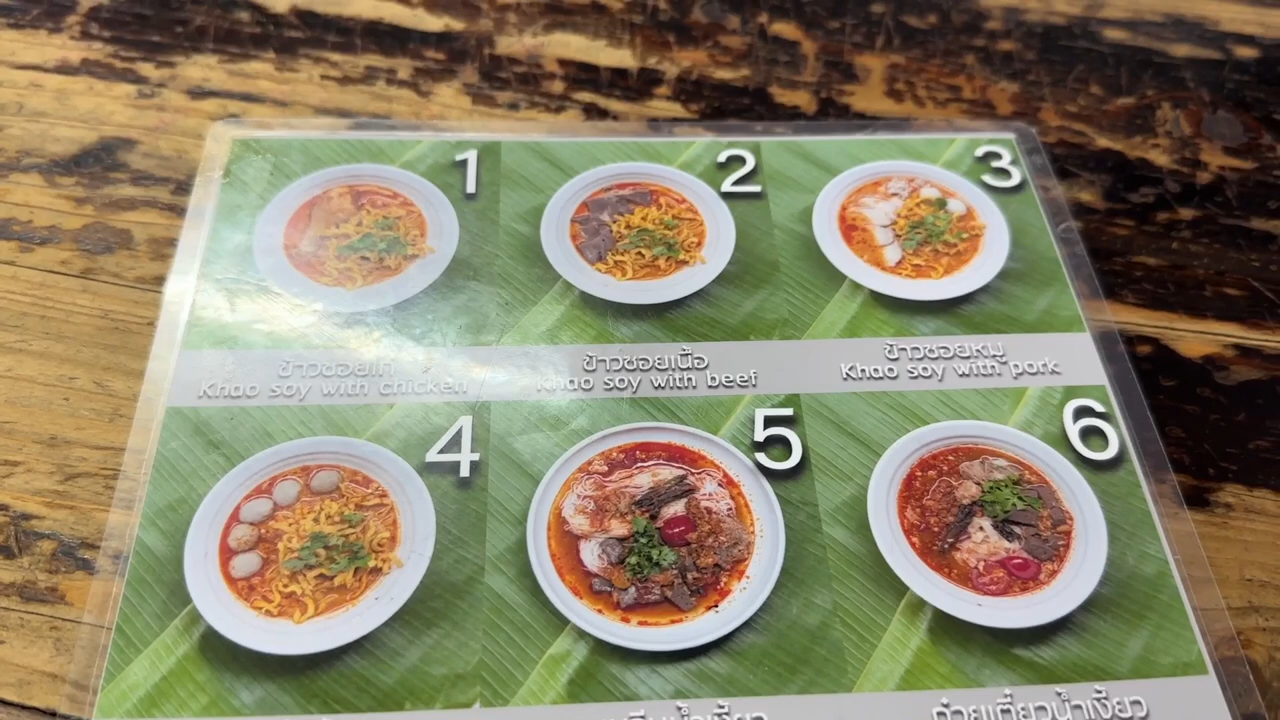 1 2 3
ข้าวซอยไก่ ข้าวซอยเนื้อ ข้าวซอยหมู
Khao soy with chicken Khao soy with beef Khao soy with pork
4 5 6
ก๋วยเตี๋ยวน้ำเงี้ยว